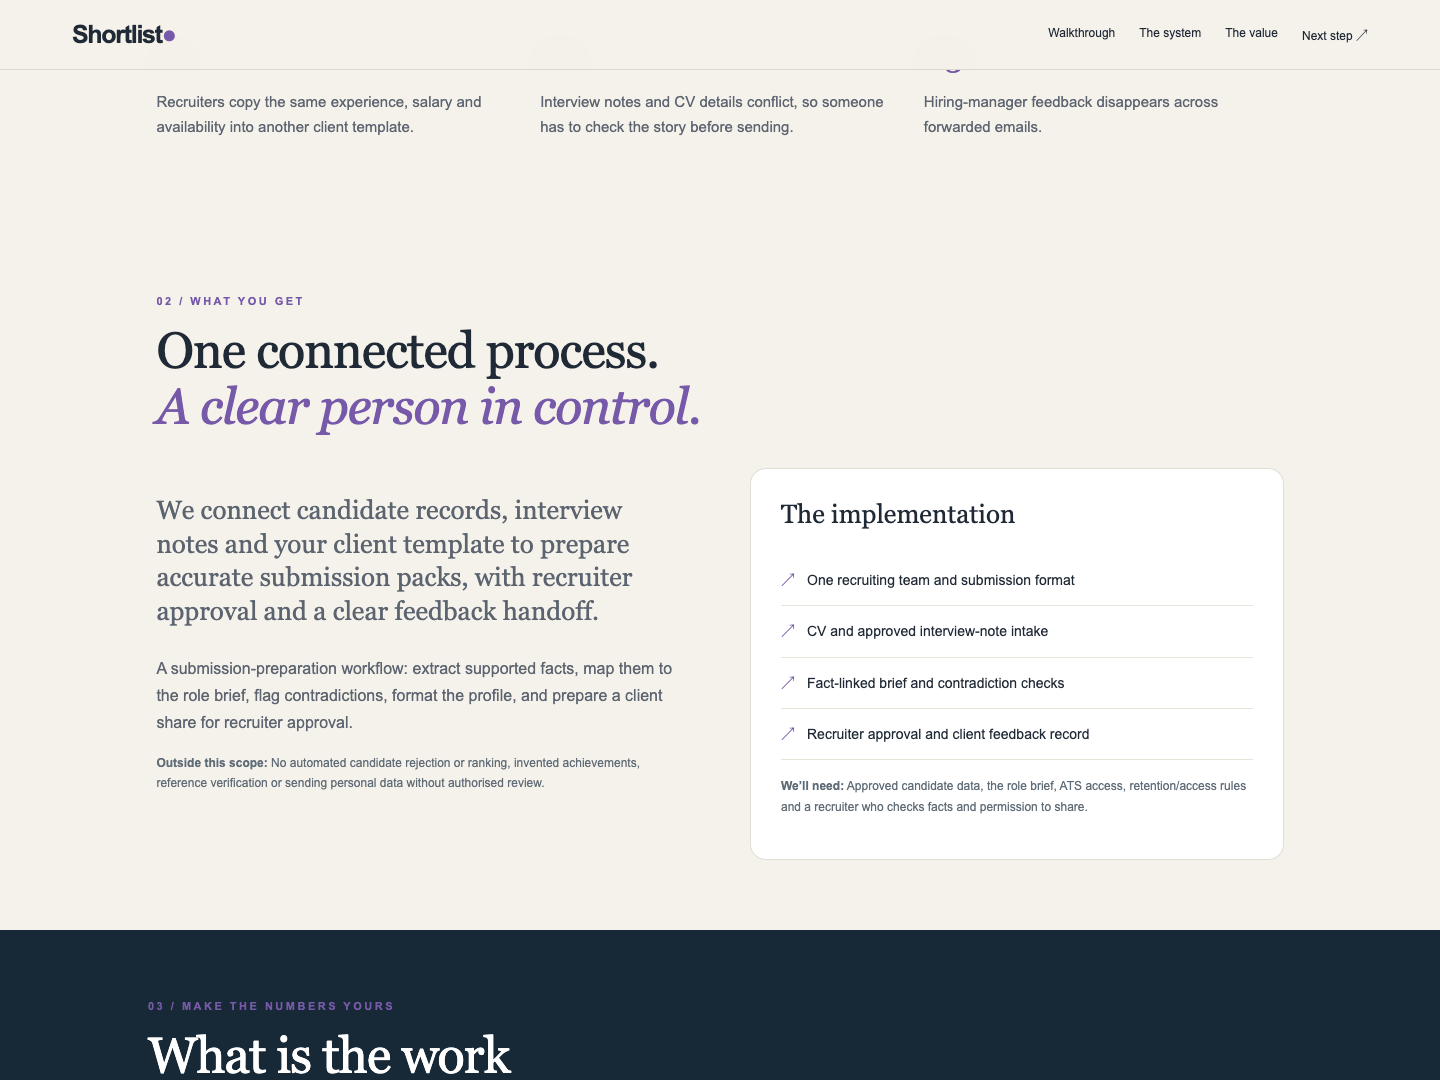 Shortlist
Walkthrough
The system
The value
Next step ↗
Recruiters copy the same experience, salary and
availability into another client template.
Interview notes and CV details conflict, so someone
has to check the story before sending.
Hiring-manager feedback disappears across
forwarded emails.
02 / WHAT YOU GET
One connected process.
A clear person in control.
We connect candidate records, interview
notes and your client template to prepare
accurate submission packs, with recruiter
approval and a clear feedback handoff.
A submission-preparation workflow: extract supported facts, map them to
the role brief, flag contradictions, format the profile, and prepare a client
share for recruiter approval.
Outside this scope: No automated candidate rejection or ranking, invented achievements,
reference verification or sending personal data without authorised review.
The implementation
↗ One recruiting team and submission format
↗ CV and approved interview-note intake
↗ Fact-linked brief and contradiction checks
↗ Recruiter approval and client feedback record
We’ll need: Approved candidate data, the role brief, ATS access, retention/access rules
and a recruiter who checks facts and permission to share.
03 / MAKE THE NUMBERS YOURS
What is the work